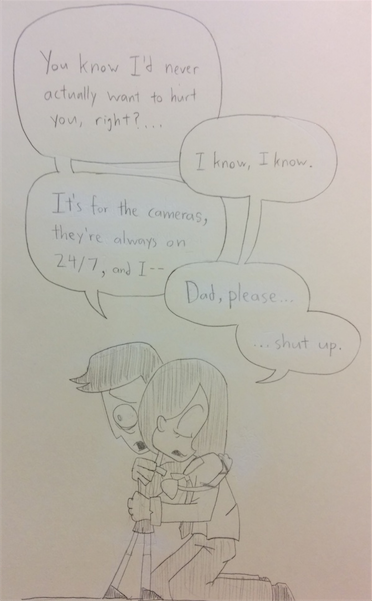 You know I'd never
actually want to hurt
you, right?...
I know, I know.
It's for the cameras,
they're always on
24/7, and I--
Dad, please...
...shut up.